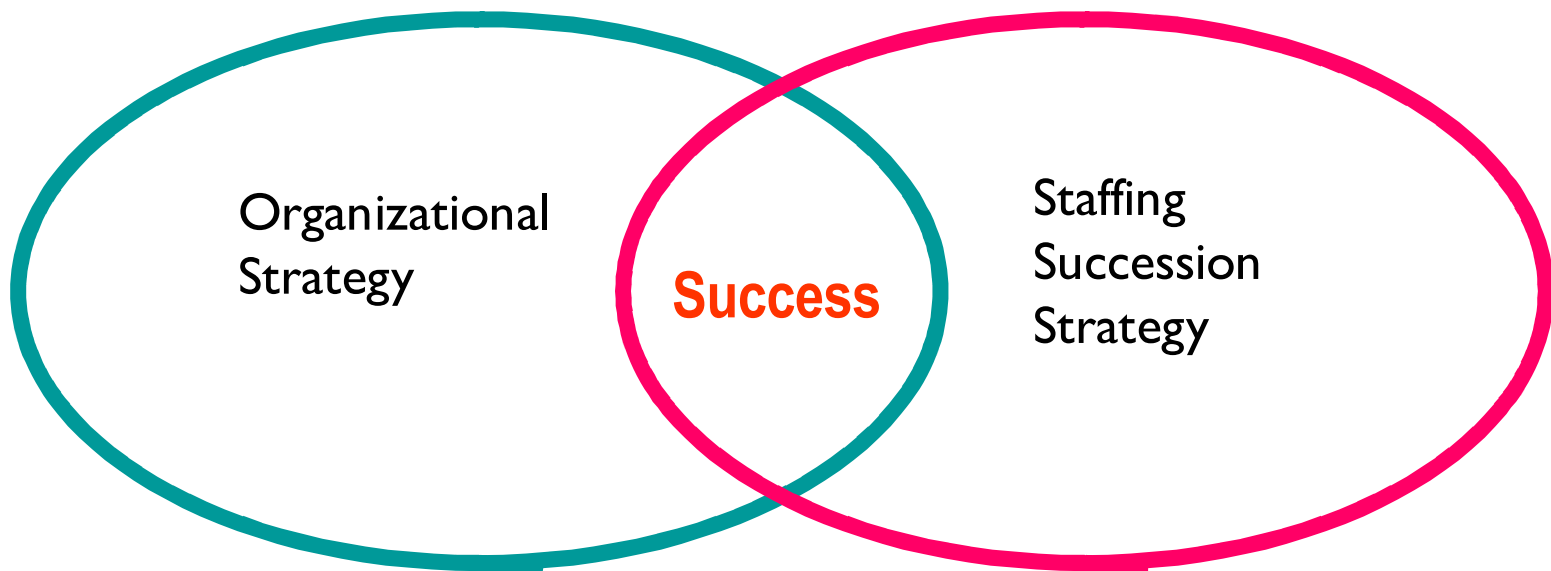 Organizational
Strategy
Success
Staffing
Succession
Strategy